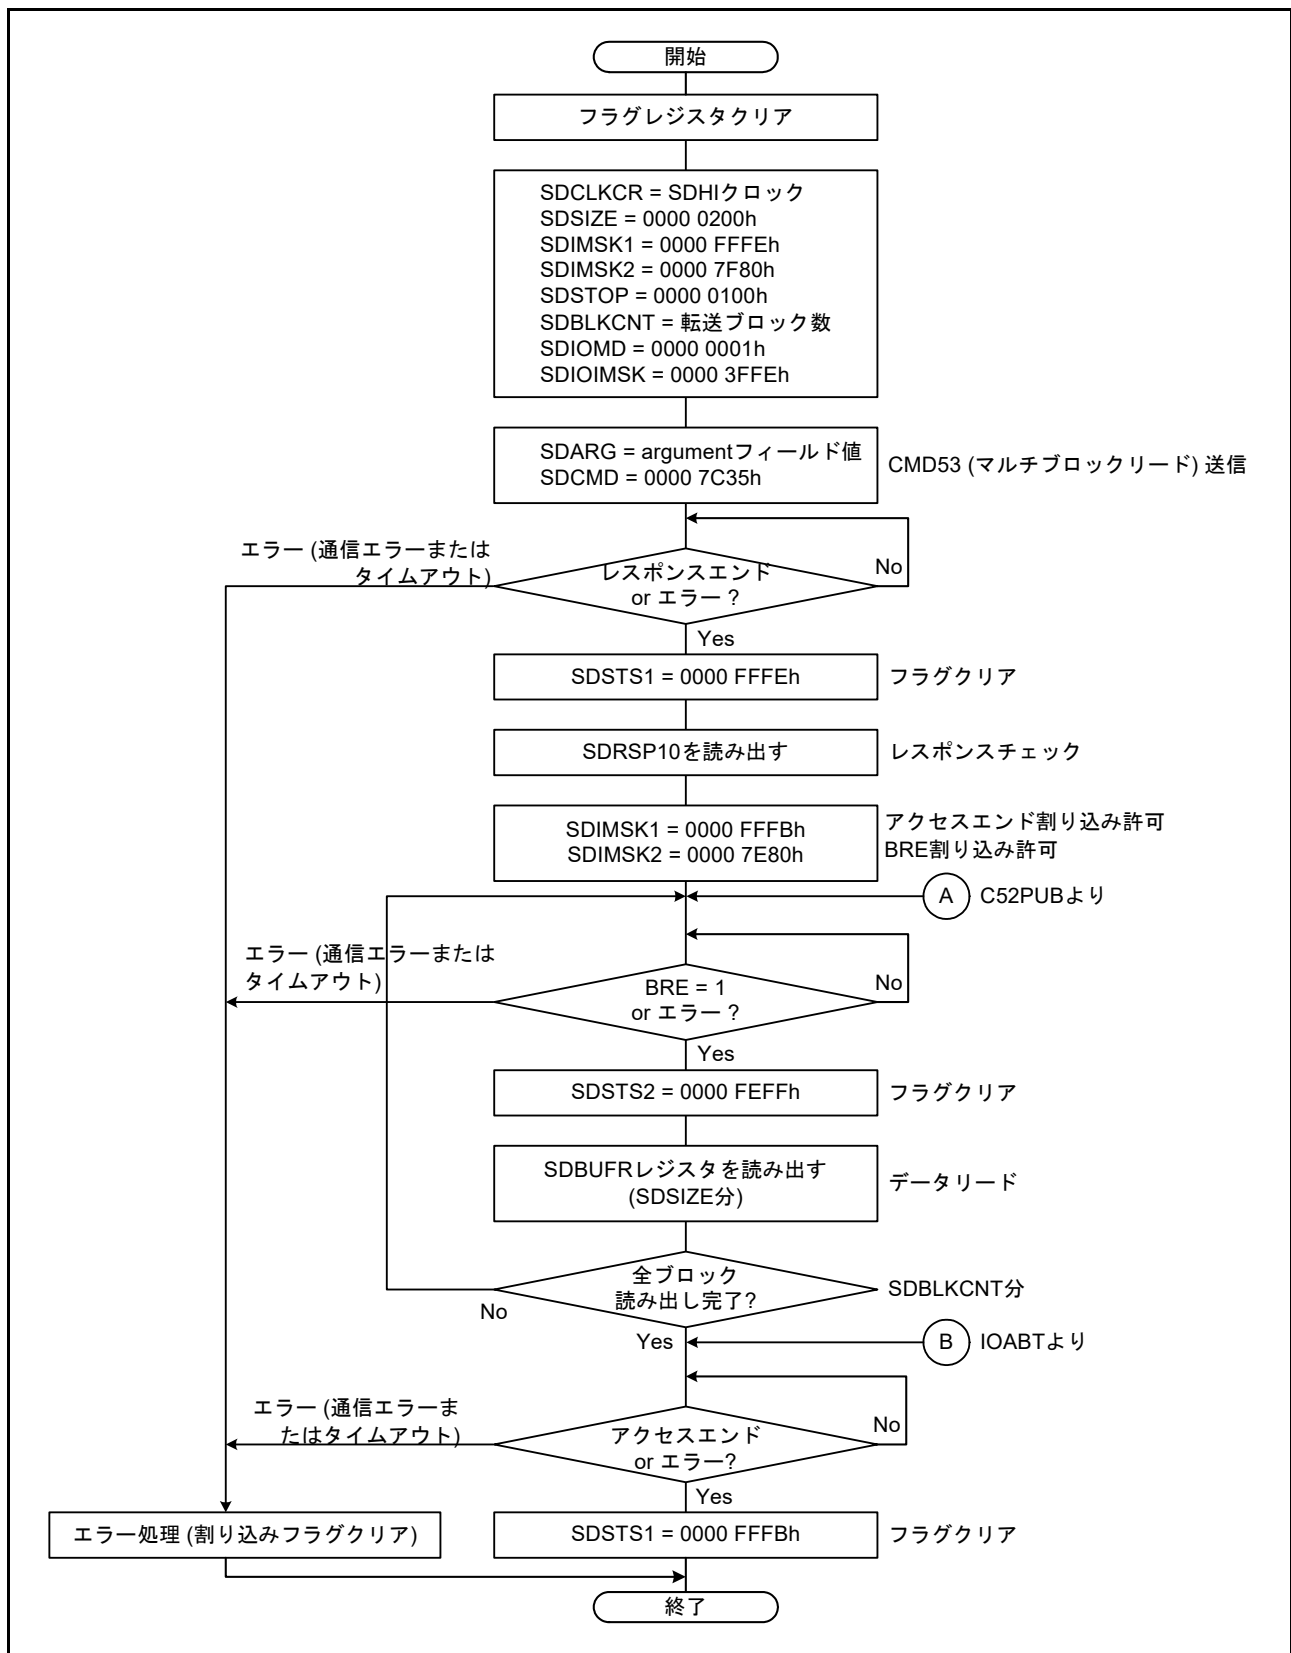 開始
フラグレジスタクリア
SDCLKCR = SDHIクロック
SDSIZE = 0000 0200h
SDIMSK1 = 0000 FFFEh
SDIMSK2 = 0000 7F80h
SDSTOP = 0000 0100h
SDBLKCNT = 転送ブロック数
SDIOMD = 0000 0001h
SDIOIMSK = 0000 3FFEh
SDARG = argumentフィールド値
SDCMD = 0000 7C35h
CMD53 (マルチブロックリード) 送信
エラー (通信エラーまたは
タイムアウト)
レスポンスエンド
or エラー ?
No
Yes
SDSTS1 = 0000 FFFEh
フラグクリア
SDRSP10を読み出す
レスポンスチェック
SDIMSK1 = 0000 FFFBh
SDIMSK2 = 0000 7E80h
アクセスエンド割り込み許可
BRE割り込み許可
A
C52PUBより
エラー (通信エラーまたは
タイムアウト)
BRE = 1
or エラー ?
No
Yes
SDSTS2 = 0000 FEFFh
フラグクリア
SDBUFRレジスタを読み出す
(SDSIZE分)
データリード
全ブロック
読み出し完了?
SDBLKCNT分
No
Yes
B
IOABTより
エラー (通信エラーま
たはタイムアウト)
アクセスエンド
or エラー?
No
Yes
エラー処理 (割り込みフラグクリア)
SDSTS1 = 0000 FFFBh
フラグクリア
終了